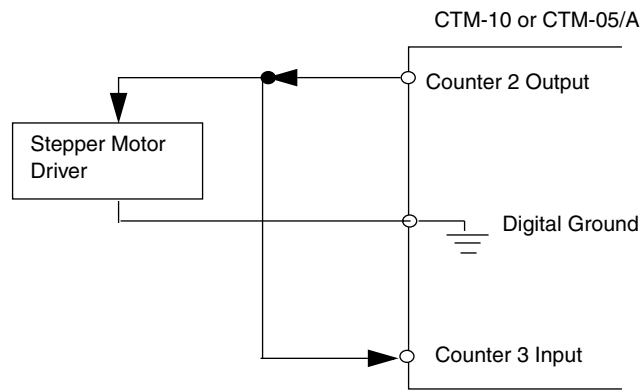 CTM-10 or CTM-05/A
Counter 2 Output
Stepper Motor
Driver
Digital Ground
Counter 3 Input